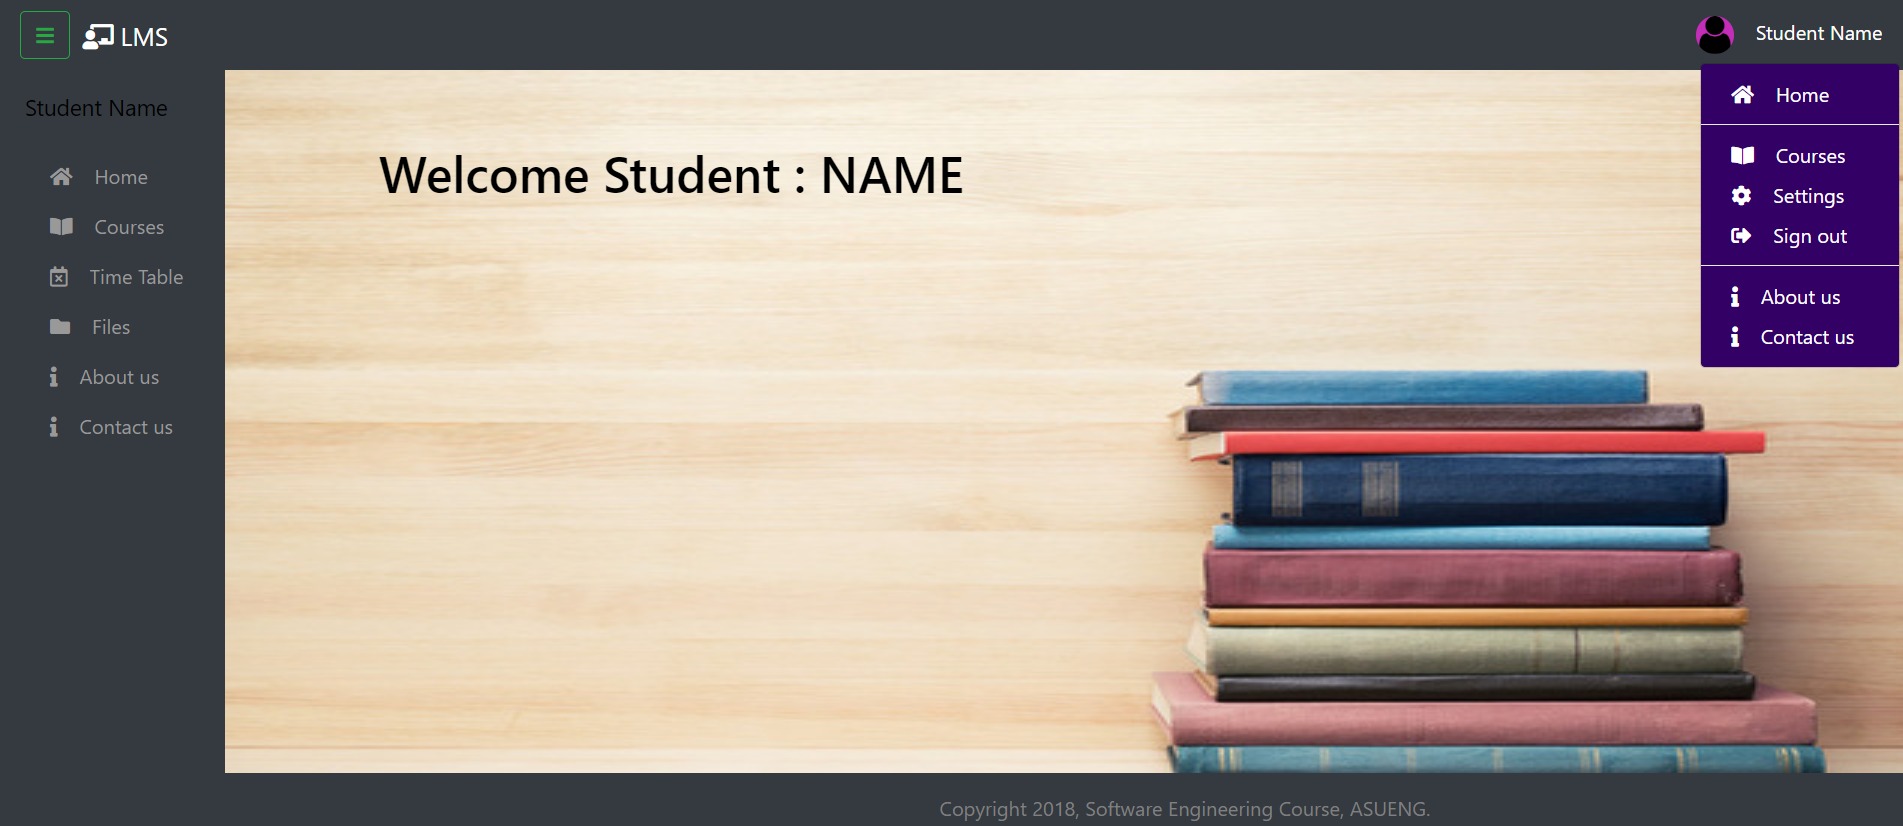 LMS
Student Name
Student Name
Home
Courses
Time Table
Files
About us
Contact us
Welcome Student : NAME
Home
Courses
Settings
Sign out
About us
Contact us
Copyright 2018, Software Engineering Course, ASUENG.